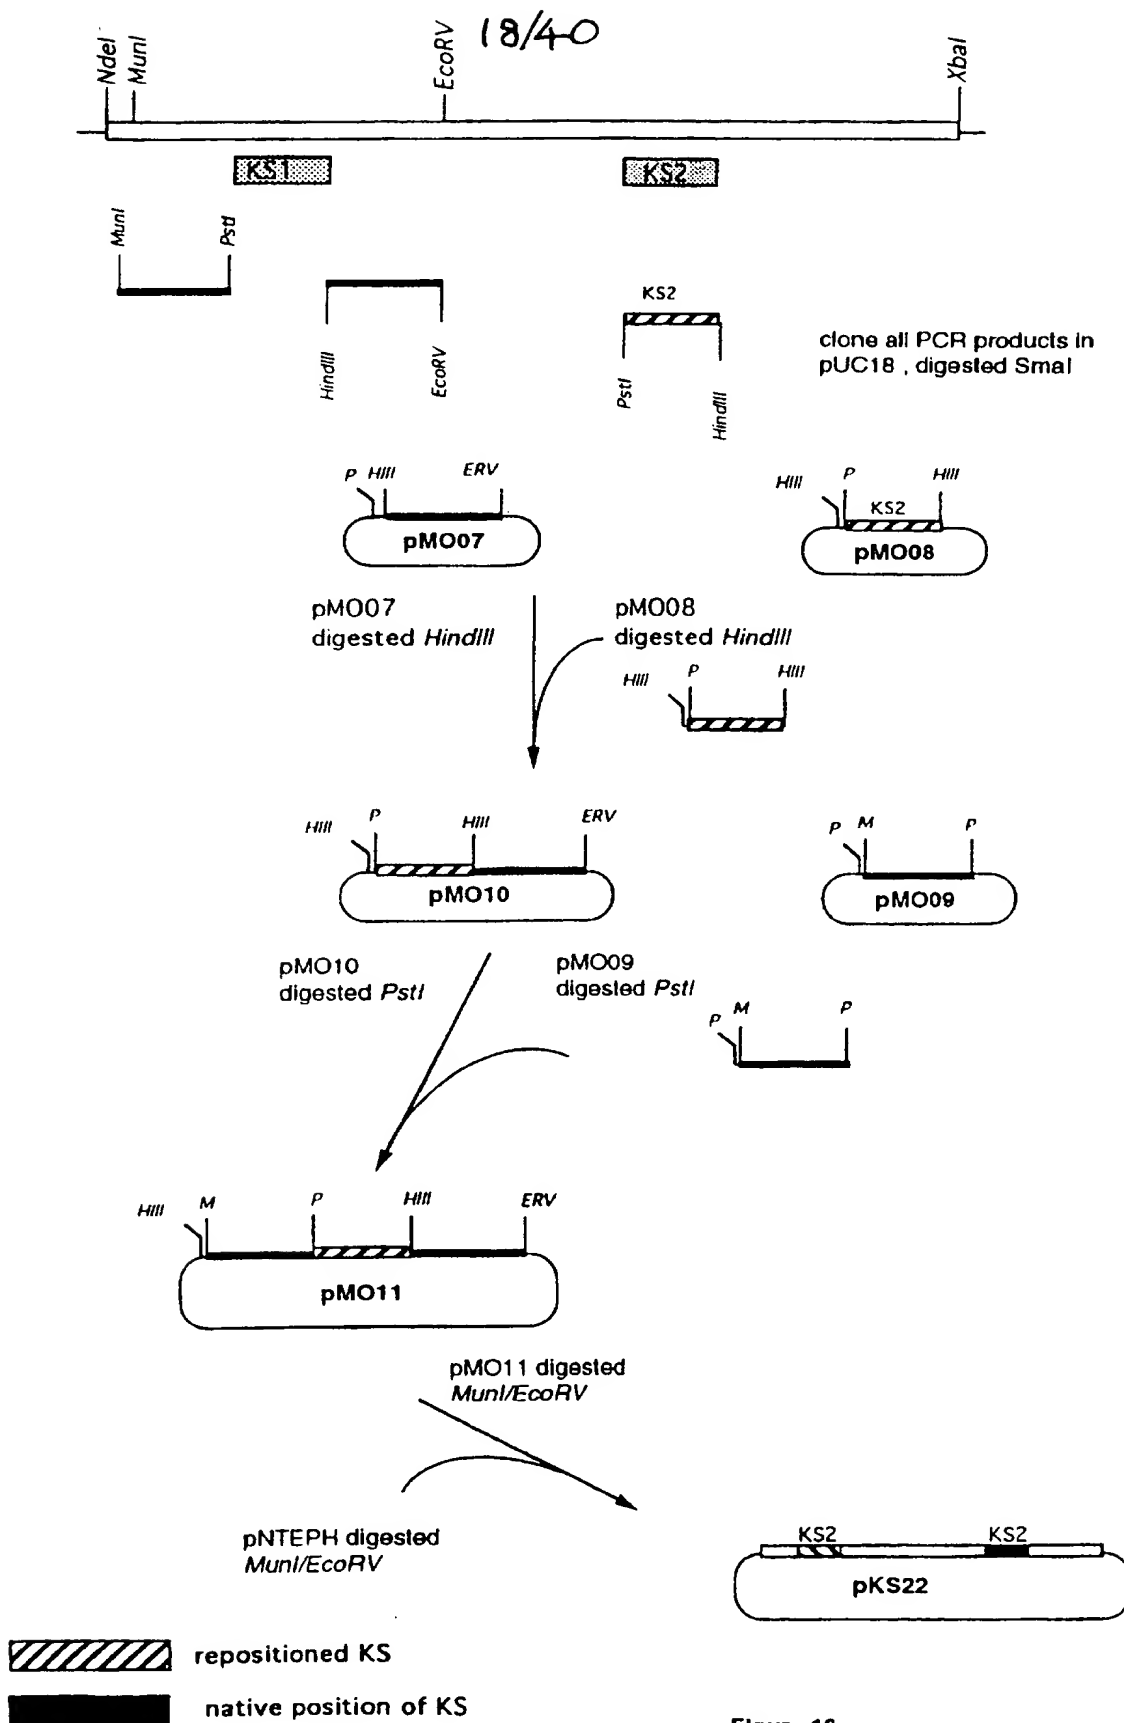 18/40
NdeI MunI EcoRV XbaI
KS1 KS2
MunI PstI
KS2
HindIII EcoRV
PstI HindIII
clone all PCR products in
pUC18 , digested SmaI
P HIII ERV
pMO07
HIII P HIII
KS2
pMO08
pMO07
digested HindIII
pMO08
digested HindIII
HIII P HIII
HIII P HIII ERV
pMO10
P M P
pMO09
pMO10
digested PstI
pMO09
digested PstI
P M P
HIII M P HIII ERV
pMO11
pMO11 digested
MunI/EcoRV
pNTEPH digested
MunI/EcoRV
KS2 KS2
pKS22
repositioned KS
native position of KS